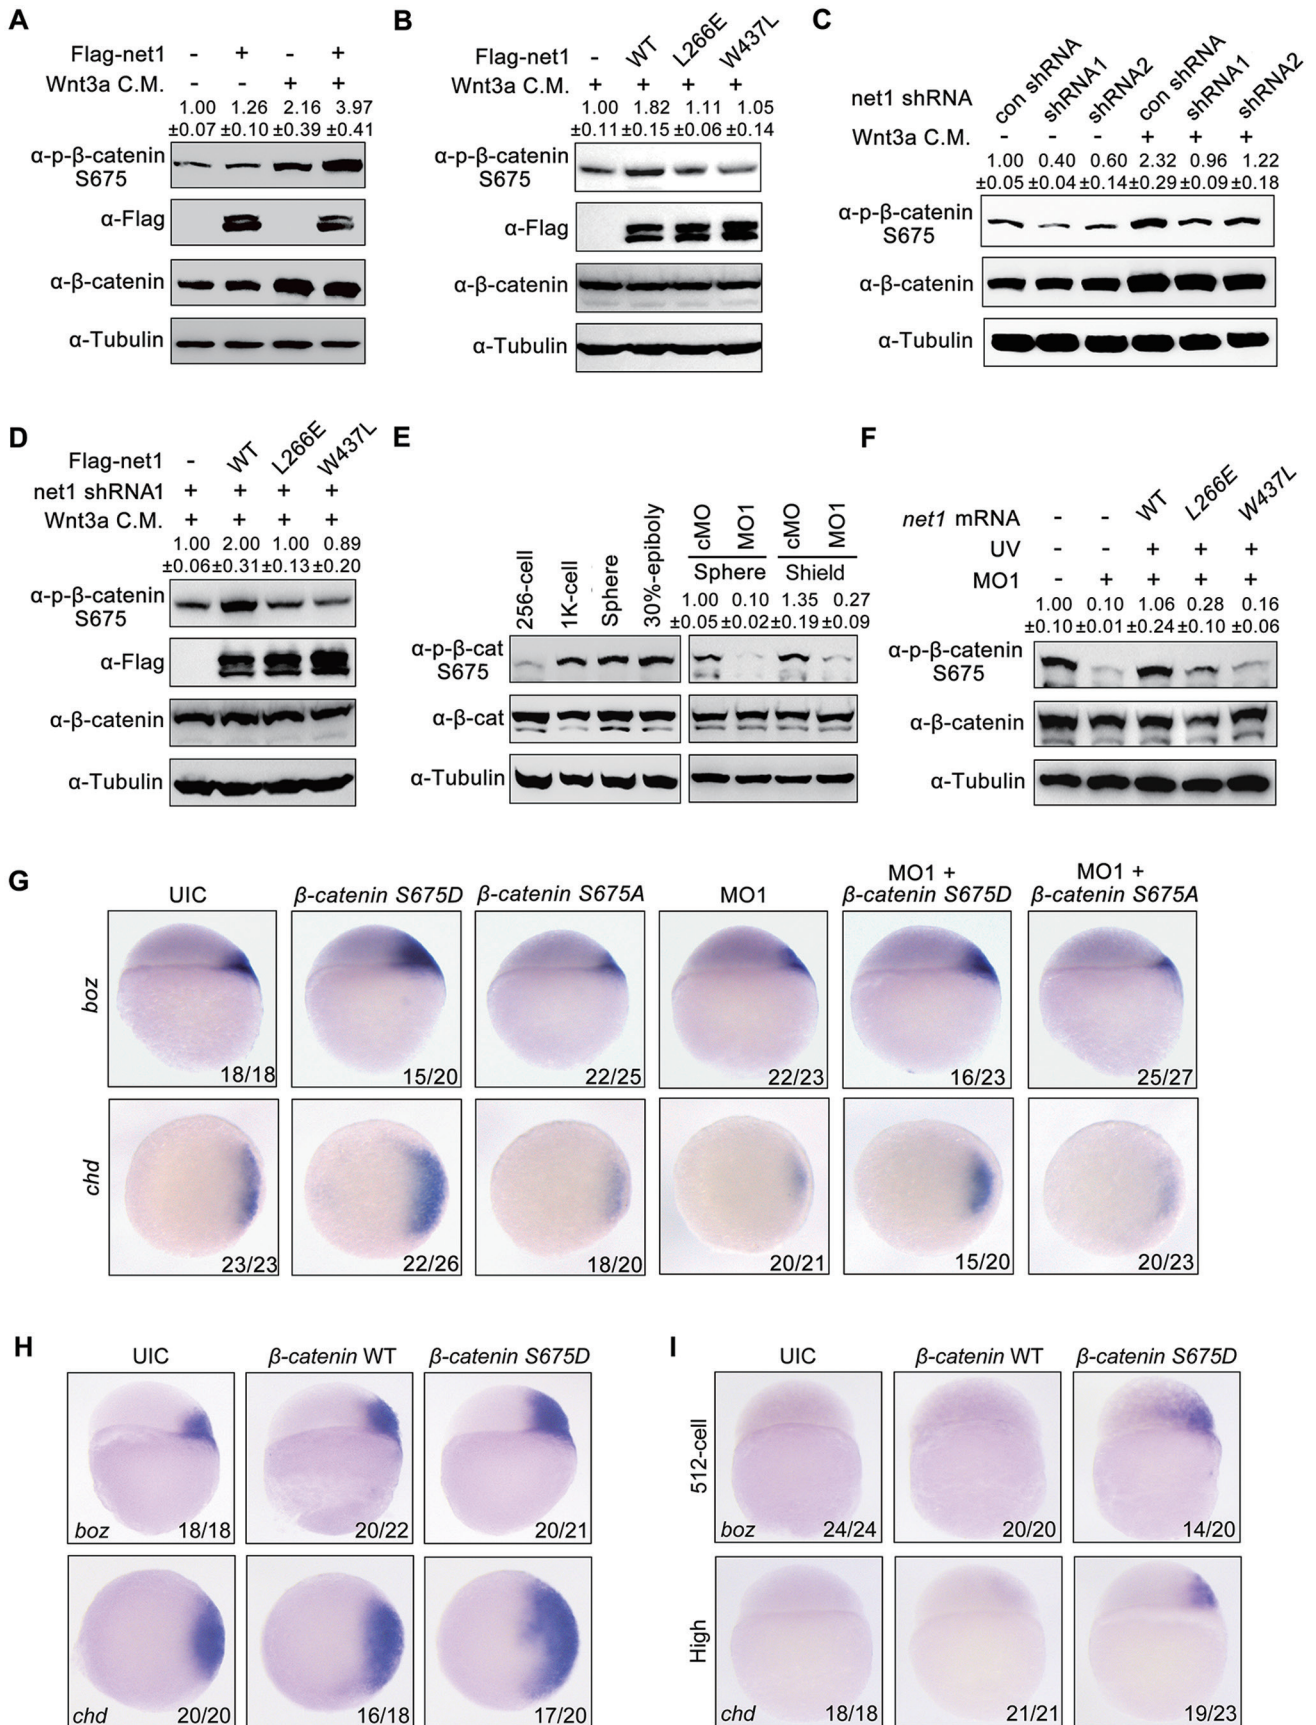 A
Flag-net1 - + - +
Wnt3a C.M. - - + +
1.00 1.26 2.16 3.97
±0.07 ±0.10 ±0.39 ±0.41
α-p-β-catenin
S675
α-Flag
α-β-catenin
α-Tubulin
B
Flag-net1 - WT L266E W437L
Wnt3a C.M. + + + +
1.00 1.82 1.11 1.05
±0.11 ±0.15 ±0.06 ±0.14
α-p-β-catenin
S675
α-Flag
α-β-catenin
α-Tubulin
C
net1 shRNA con shRNA shRNA1 shRNA2 con shRNA shRNA1 shRNA2
Wnt3a C.M. - - - + + +
1.00 0.40 0.60 2.32 0.96 1.22
±0.05 ±0.04 ±0.14 ±0.29 ±0.09 ±0.18
α-p-β-catenin
S675
α-β-catenin
α-Tubulin
D
Flag-net1 - WT L266E W437L
net1 shRNA1 + + + +
Wnt3a C.M. + + + +
1.00 2.00 1.00 0.89
±0.06 ±0.31 ±0.13 ±0.20
α-p-β-catenin
S675
α-Flag
α-β-catenin
α-Tubulin
E
256-cell 1K-cell Sphere 30%-epiboly cMO MO1 cMO MO1
Sphere Shield
1.00 0.10 1.35 0.27
±0.05 ±0.02 ±0.19 ±0.09
α-p-β-cat
S675
α-β-cat
α-Tubulin
F
net1 mRNA - - WT L266E W437L
UV - - + + +
MO1 - + + + +
1.00 0.10 1.06 0.28 0.16
±0.10 ±0.01 ±0.24 ±0.10 ±0.06
α-p-β-catenin
S675
α-β-catenin
α-Tubulin
G
UIC β-catenin S675D β-catenin S675A MO1 MO1 + β-catenin S675D MO1 + β-catenin S675A
boz
18/18 15/20 22/25 22/23 16/23 25/27
chd
23/23 22/26 18/20 20/21 15/20 20/23
H
UIC β-catenin WT β-catenin S675D
boz 18/18 20/22 20/21
chd 20/20 16/18 17/20
I
UIC β-catenin WT β-catenin S675D
512-cell
boz 24/24 20/20 14/20
High
chd 18/18 21/21 19/23